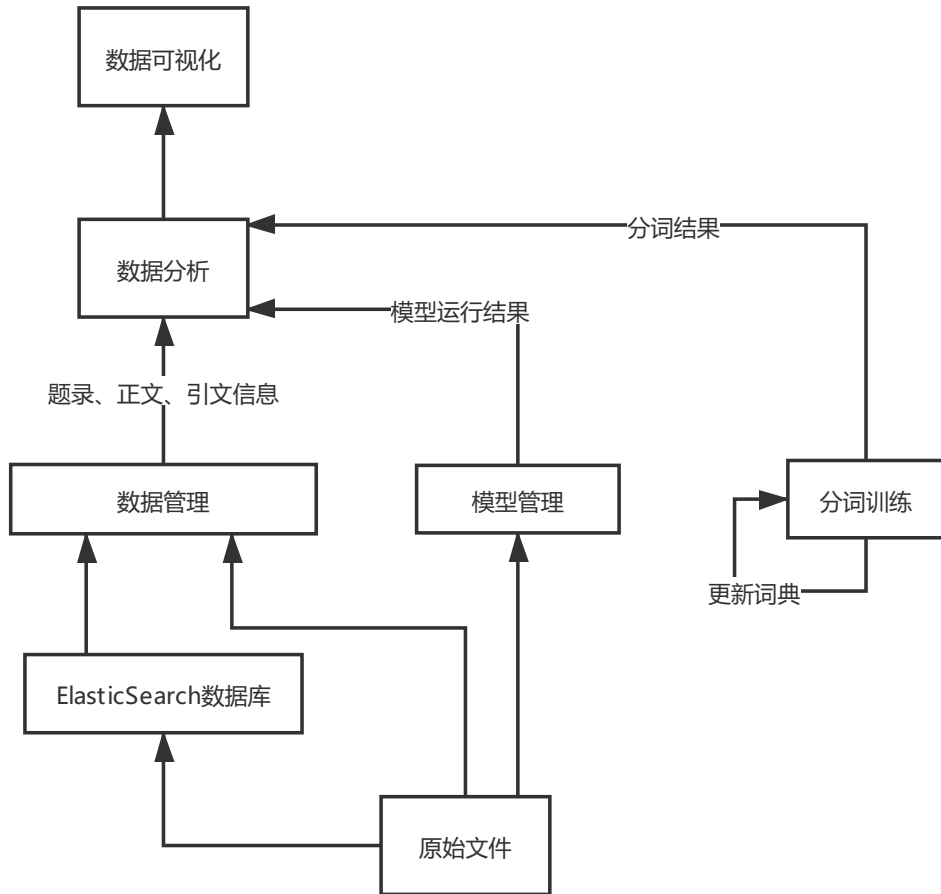 数据可视化
分词结果
数据分析
模型运行结果
题录、正文、引文信息
数据管理
模型管理
分词训练
更新词典
ElasticSearch数据库
原始文件